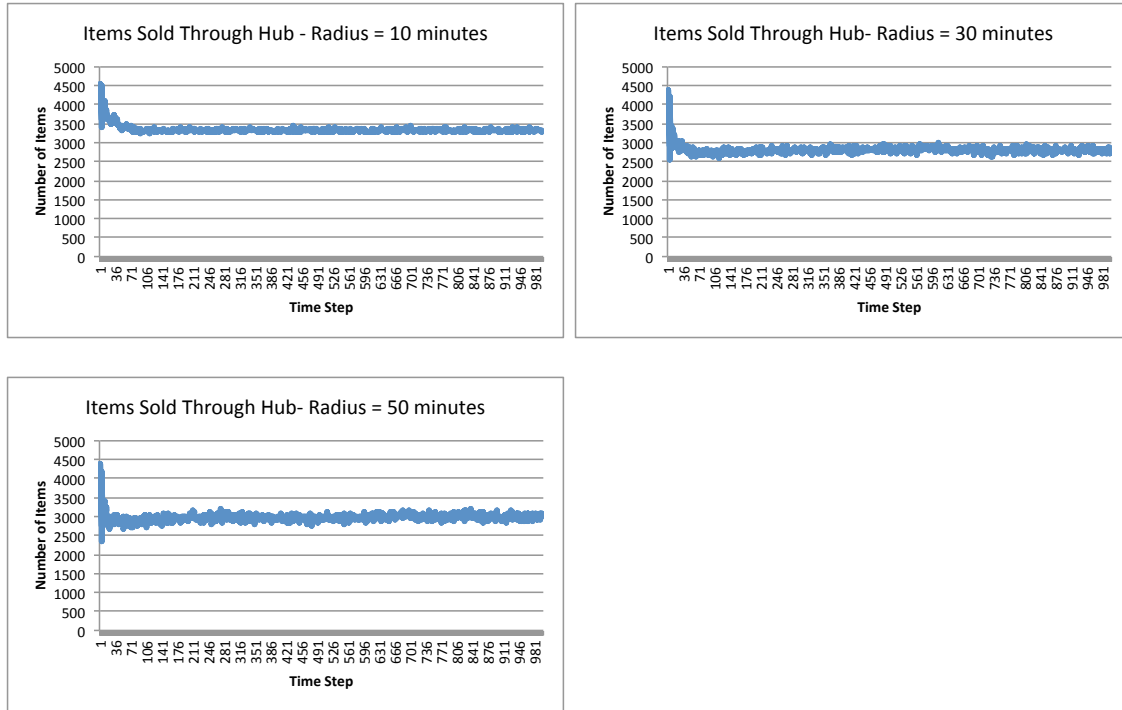 Items Sold Through Hub - Radius = 10 minutes
5000
4500
4000
3500
3000
2500
2000
1500
1000
500
0
Number of Items
1 36 71 106 141 176 211 246 281 316 351 386 421 456 491 526 561 596 631 666 701 736 771 806 841 876 911 946 981
Time Step
Items Sold Through Hub- Radius = 30 minutes
5000
4500
4000
3500
3000
2500
2000
1500
1000
500
0
Number of Items
1 36 71 106 141 176 211 246 281 316 351 386 421 456 491 526 561 596 631 666 701 736 771 806 841 876 911 946 981
Time Step
Items Sold Through Hub- Radius = 50 minutes
5000
4500
4000
3500
3000
2500
2000
1500
1000
500
0
Number of Items
1 36 71 106 141 176 211 246 281 316 351 386 421 456 491 526 561 596 631 666 701 736 771 806 841 876 911 946 981
Time Step